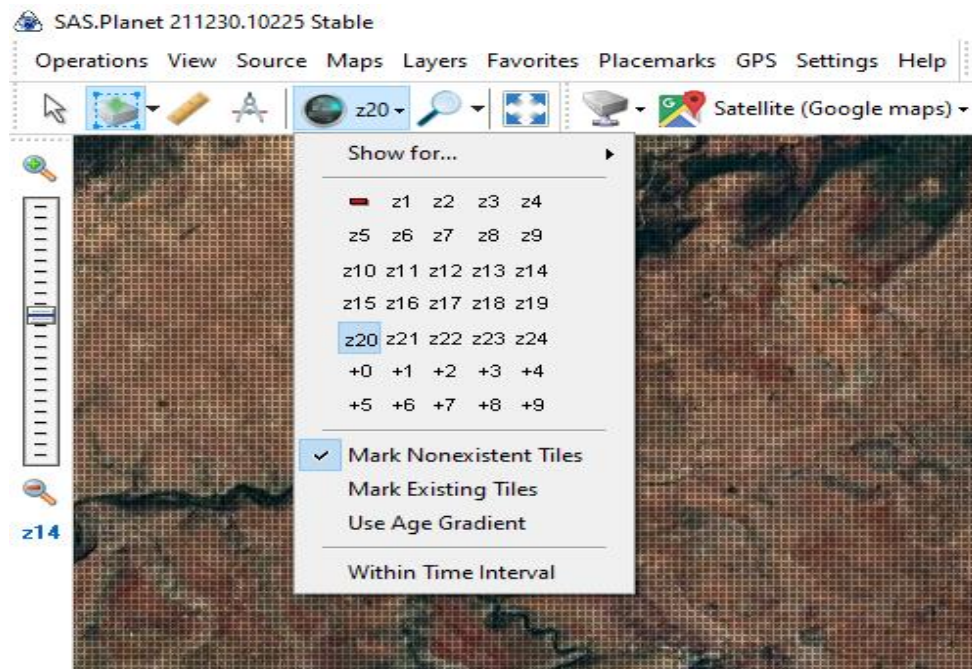 SAS.Planet 211230.10225 Stable
Operations View Source Maps Layers Favorites Placemarks GPS Settings Help
z20 Satellite (Google maps)
Show for...
z1 z2 z3 z4
z5 z6 z7 z8 z9
z10 z11 z12 z13 z14
z15 z16 z17 z18 z19
z20 z21 z22 z23 z24
+0 +1 +2 +3 +4
+5 +6 +7 +8 +9
Mark Nonexistent Tiles
Mark Existing Tiles
Use Age Gradient
Within Time Interval
z14